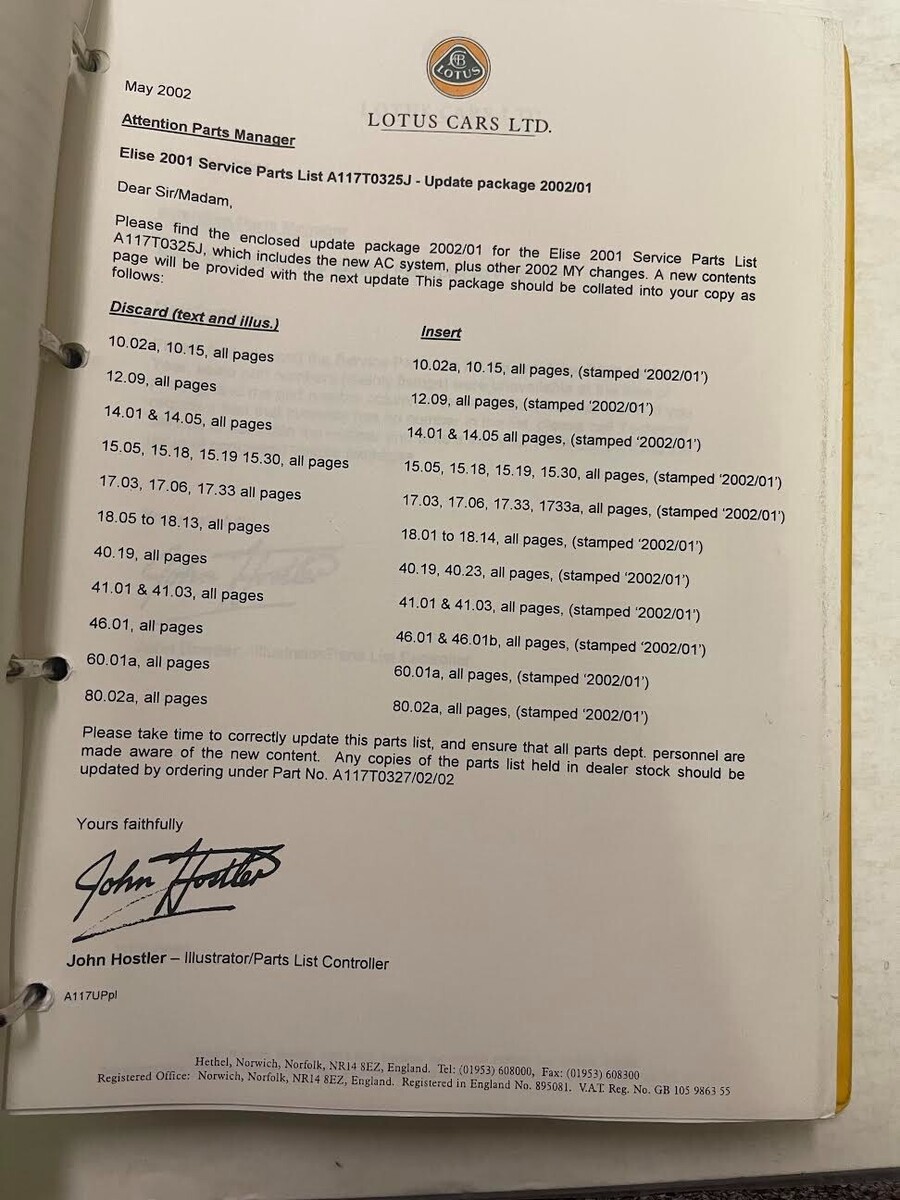 LOTUS
LOTUS CARS LTD.
May 2002
Attention Parts Manager
Elise 2001 Service Parts List A117T0325J - Update package 2002/01
Dear Sir/Madam,
Please find the enclosed update package 2002/01 for the Elise 2001 Service Parts List
A117T0325J, which includes the new AC system, plus other 2002 MY changes. A new contents
page will be provided with the next update This package should be collated into your copy as
follows:
Discard (text and illus.) Insert
10.02a, 10.15, all pages 10.02a, 10.15, all pages, (stamped ‘2002/01’)
12.09, all pages 12.09, all pages, (stamped ‘2002/01’)
14.01 & 14.05, all pages 14.01 & 14.05 all pages, (stamped ‘2002/01’)
15.05, 15.18, 15.19 15.30, all pages 15.05, 15.18, 15.19, 15.30, all pages, (stamped ‘2002/01’)
17.03, 17.06, 17.33 all pages 17.03, 17.06, 17.33, 1733a, all pages, (stamped ‘2002/01’)
18.05 to 18.13, all pages 18.01 to 18.14, all pages, (stamped ‘2002/01’)
40.19, all pages 40.19, 40.23, all pages, (stamped ‘2002/01’)
41.01 & 41.03, all pages 41.01 & 41.03, all pages, (stamped ‘2002/01’)
46.01, all pages 46.01 & 46.01b, all pages, (stamped ‘2002/01’)
60.01a, all pages 60.01a, all pages, (stamped ‘2002/01’)
80.02a, all pages 80.02a, all pages, (stamped ‘2002/01’)
Please take time to correctly update this parts list, and ensure that all parts dept. personnel are
made aware of the new content. Any copies of the parts list held in dealer stock should be
updated by ordering under Part No. A117T0327/02/02
Yours faithfully
John Hostler
John Hostler – Illustrator/Parts List Controller
A117UPpl
Hethel, Norwich, Norfolk, NR14 8EZ, England. Tel: (01953) 608000, Fax: (01953) 608300
Registered Office: Norwich, Norfolk, NR14 8EZ, England. Registered in England No. 895081. V.A.T. Reg. No. GB 105 9863 55